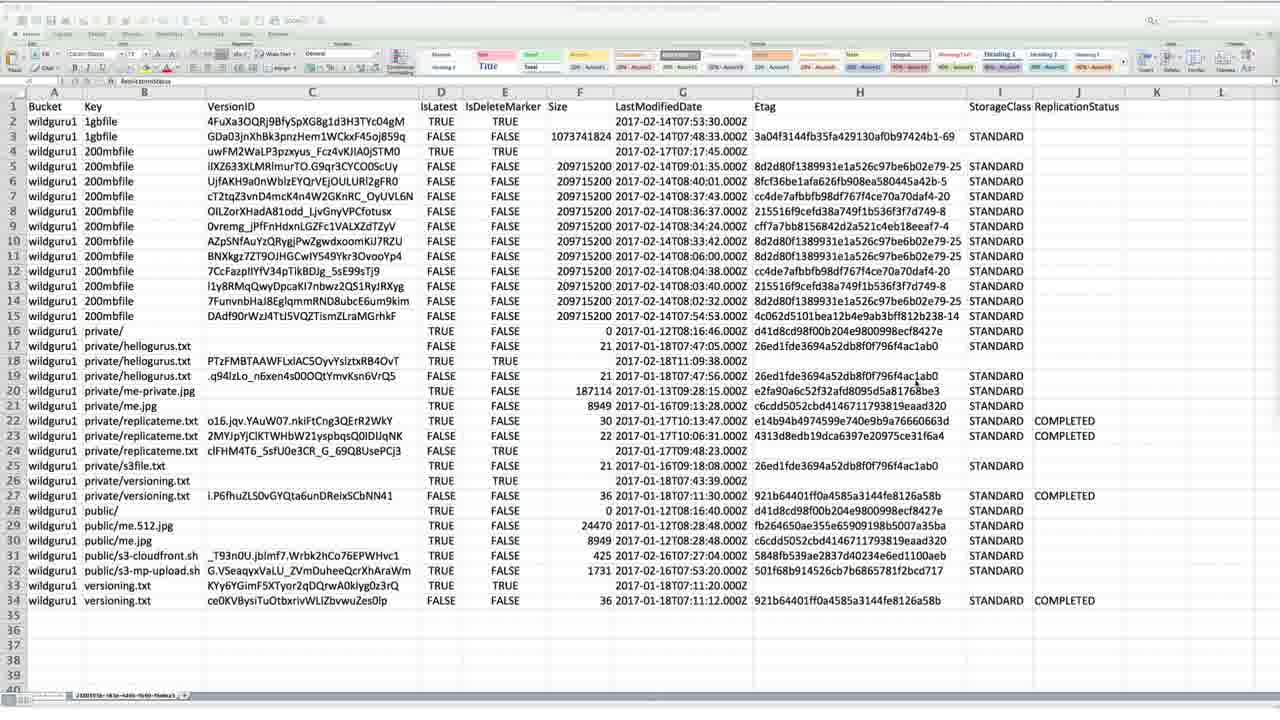 Title
Heading 1
ReplicationStatus
A B C D E F G H I J K L
1 Bucket Key VersionID IsLatest IsDeleteMarker Size LastModifiedDate Etag StorageClass ReplicationStatus
2 wildguru1 1gbfile 4FuXa3OQRj9BfySpXG8g1d3H3TYc04gM TRUE TRUE 2017-02-14T07:53:30.000Z
3 wildguru1 1gbfile GDa03jnXhBk3pnzHem1WCkxF45oj859q FALSE FALSE 1073741824 2017-02-14T07:48:33.000Z 3a04f3144fb35fa429130af0b97424b1-69 STANDARD
4 wildguru1 200mbfile uwFM2WaLP3pzxyus_Fcz4vKJIA0jSTM0 TRUE TRUE 2017-02-17T07:17:45.000Z
5 wildguru1 200mbfile iIXZ633XLMRlmurTO.G9qr3CYCO0ScUy FALSE FALSE 209715200 2017-02-14T09:01:35.000Z 8d2d80f1389931e1a526c97be6b02e79-25 STANDARD
6 wildguru1 200mbfile UjfAKH9a0nWblzEYQrVEjOULURl2gFR0 FALSE FALSE 209715200 2017-02-14T08:40:01.000Z 8fcf36be1afa626fb908ea580445a42b-5 STANDARD
7 wildguru1 200mbfile cT2tqZ3vnD4mcK4n4W2GKnRC_OyUVL6N FALSE FALSE 209715200 2017-02-14T08:37:43.000Z cc4de7afbbfb98df767f4ce70a70daf4-20 STANDARD
8 wildguru1 200mbfile OILZorXHadA81odd_LjvGnyVPCfotusx FALSE FALSE 209715200 2017-02-14T08:36:37.000Z 215516f9cefd38a749f1b536f3f7d749-8 STANDARD
9 wildguru1 200mbfile 0vremg_jPfFnHdxnLGZFc1VALXZdTZyV FALSE FALSE 209715200 2017-02-14T08:34:24.000Z cff7a7bb8156842d2a521c4eb18eeaf7-4 STANDARD
10 wildguru1 200mbfile AZpSNfAuYzQRygjPwZgwdxoomKiJ7RZU FALSE FALSE 209715200 2017-02-14T08:33:42.000Z 8d2d80f1389931e1a526c97be6b02e79-25 STANDARD
11 wildguru1 200mbfile BNXkgz7ZT9OJHGCwIY549Ykr3OvooYp4 FALSE FALSE 209715200 2017-02-14T08:06:00.000Z 8d2d80f1389931e1a526c97be6b02e79-25 STANDARD
12 wildguru1 200mbfile 7CcFazpIIYfV34pTikBDJg_5sE99sTj9 FALSE FALSE 209715200 2017-02-14T08:04:38.000Z cc4de7afbbfb98df767f4ce70a70daf4-20 STANDARD
13 wildguru1 200mbfile l1y8RMqQwyDpcaKI7nbwz2QS1RyJRXyg FALSE FALSE 209715200 2017-02-14T08:03:40.000Z 215516f9cefd38a749f1b536f3f7d749-8 STANDARD
14 wildguru1 200mbfile 7FunvnbHaJ8EglqmmRND8ubcE6um9kim FALSE FALSE 209715200 2017-02-14T08:02:32.000Z 8d2d80f1389931e1a526c97be6b02e79-25 STANDARD
15 wildguru1 200mbfile DAdf90rWzJ4TtJ5VQZTismZLraMGrhkF FALSE FALSE 209715200 2017-02-14T07:54:53.000Z 4c062d5101bea12b4e9ab3bff812b238-14 STANDARD
16 wildguru1 private/ TRUE FALSE 0 2017-01-12T08:16:46.000Z d41d8cd98f00b204e9800998ecf8427e STANDARD
17 wildguru1 private/hellogurus.txt FALSE FALSE 21 2017-01-18T07:47:05.000Z 26ed1fde3694a52db8f0f796f4ac1ab0 STANDARD
18 wildguru1 private/hellogurus.txt PTzFMBTAAWFLxlAC5OyvYsiztxRB4OvT TRUE TRUE 2017-02-18T11:09:38.000Z
19 wildguru1 private/hellogurus.txt .q94lzLo_n6xen4s00OQtYmvKsn6VrQ5 FALSE FALSE 21 2017-01-18T07:47:56.000Z 26ed1fde3694a52db8f0f796f4ac1ab0 STANDARD
20 wildguru1 private/me-private.jpg TRUE FALSE 187114 2017-01-13T09:28:15.000Z e2fa90a6c52f32afd8095d5a81768be3 STANDARD
21 wildguru1 private/me.jpg TRUE FALSE 8949 2017-01-16T09:13:28.000Z c6cdd5052cbd4146711793819eaad320 STANDARD
22 wildguru1 private/replicateme.txt o16.jqv.YAuW07.nkiFtCng3QErR2WkY FALSE FALSE 30 2017-01-17T10:13:47.000Z e14b94b4974599e740e9b9a76660663d STANDARD COMPLETED
23 wildguru1 private/replicateme.txt 2MYJpYjClKTWHbW21yspbqsQ0lDIJqNK FALSE FALSE 22 2017-01-17T10:06:31.000Z 4313d8edb19dca6397e20975ce31f6a4 STANDARD COMPLETED
24 wildguru1 private/replicateme.txt clFHM4T6_5sfU0e3CR_G_69Q8UsePCj3 TRUE TRUE 2017-01-17T09:48:23.000Z
25 wildguru1 private/s3file.txt TRUE FALSE 21 2017-01-16T09:18:08.000Z 26ed1fde3694a52db8f0f796f4ac1ab0 STANDARD
26 wildguru1 private/versioning.txt TRUE TRUE 2017-01-18T07:43:39.000Z
27 wildguru1 private/versioning.txt i.P6fhuZLS0vGYQta6unDReixSCbNN41 FALSE FALSE 36 2017-01-18T07:11:30.000Z 921b64401ff0a4585a3144fe8126a58b STANDARD COMPLETED
28 wildguru1 public/ TRUE FALSE 0 2017-01-12T08:16:40.000Z d41d8cd98f00b204e9800998ecf8427e STANDARD
29 wildguru1 public/me.512.jpg TRUE FALSE 24470 2017-01-12T08:28:48.000Z fb264650ae355e65909198b5007a35ba STANDARD
30 wildguru1 public/me.jpg TRUE FALSE 8949 2017-01-12T08:28:48.000Z c6cdd5052cbd4146711793819eaad320 STANDARD
31 wildguru1 public/s3-cloudfront.sh _T93n0U.jblmf7.Wrbk2hCo76EPWHvc1 TRUE FALSE 425 2017-02-16T07:27:04.000Z 5848fb539ae2837d40234e6ed1100aeb STANDARD
32 wildguru1 public/s3-mp-upload.sh G.VSeaqyxVaLU_ZVmDuheeQcrXhAraWm TRUE FALSE 1731 2017-02-16T07:53:20.000Z 501f68b914526cb7b6865781f2bcd717 STANDARD
33 wildguru1 versioning.txt KYy6YGimF5XTyor2qDQrwA0klyg0z3rQ TRUE TRUE 2017-01-18T07:11:20.000Z
34 wildguru1 versioning.txt ce0KVBysiTuOtbxrivWLlZbvwuZes0lp FALSE FALSE 36 2017-01-18T07:11:12.000Z 921b64401ff0a4585a3144fe8126a58b STANDARD COMPLETED
35
36
37
38
39
40